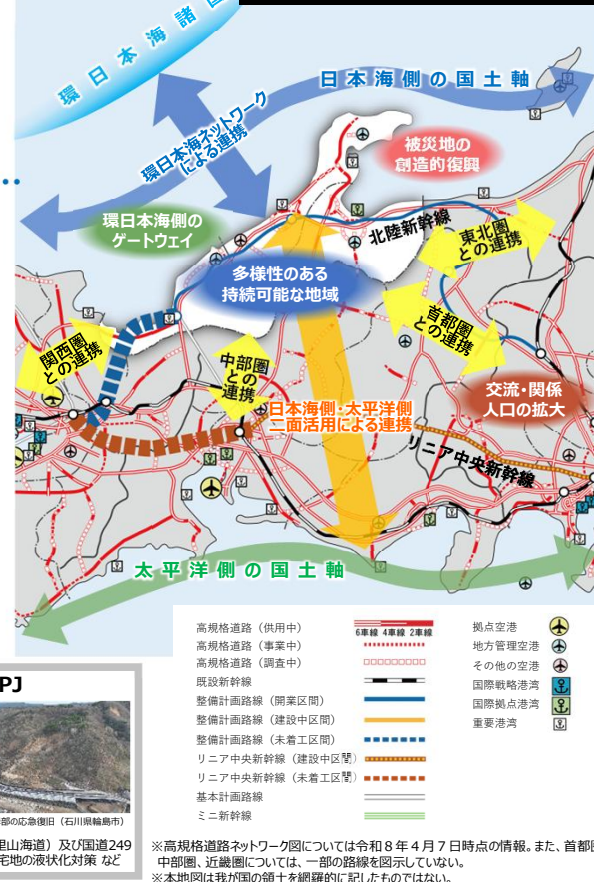 環日本海諸国
日本海側の国土軸
環日本海ネットワーク
による連携
被災地の
創造的復興
環日本海側の
ゲートウェイ
北陸新幹線
東北圏
との連携
多様性のある
持続可能な地域
首都圏
との連携
関西圏
との連携
中部圏
との
連携
交流・関係
人口の拡大
日本海側・太平洋側
二面活用による連携
リニア中央新幹線
太平洋側の国土軸
高規格道路（供用中）
6車線 4車線 2車線
高規格道路（事業中）
高規格道路（調査中）
既設新幹線
整備計画路線（開業区間）
整備計画路線（建設中区間）
整備計画路線（未着工区間）
リニア中央新幹線（建設中区間）
リニア中央新幹線（未着工区間）
基本計画路線
ミニ新幹線
拠点空港
地方管理空港
その他の空港
国際戦略港湾
国際拠点港湾
重要港湾
PJ
部の応急復旧（石川県輪島市）
里山海道）及び国道249
宅地の液状化対策 など
※高規格道路ネットワーク図については令和８年４月７日時点の情報。また、首都圏
中部圏、近畿圏については、一部の路線を図示していない。
※本地図は我が国の領土を網羅的に記したものではない。